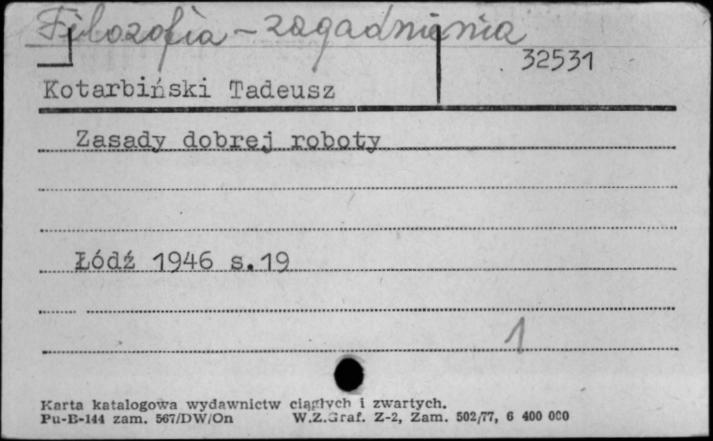 Filozofia - zagadnienia
32531
Kotarbiński Tadeusz
Zasady dobrej roboty
Łódź 1946 s.19
1
Karta katalogowa wydawnictw ciągłych i zwartych.
Pu-B-144 zam. 567/DW/On W.Z.Graf. Z-2, Zam. 502/77, 6 400 000